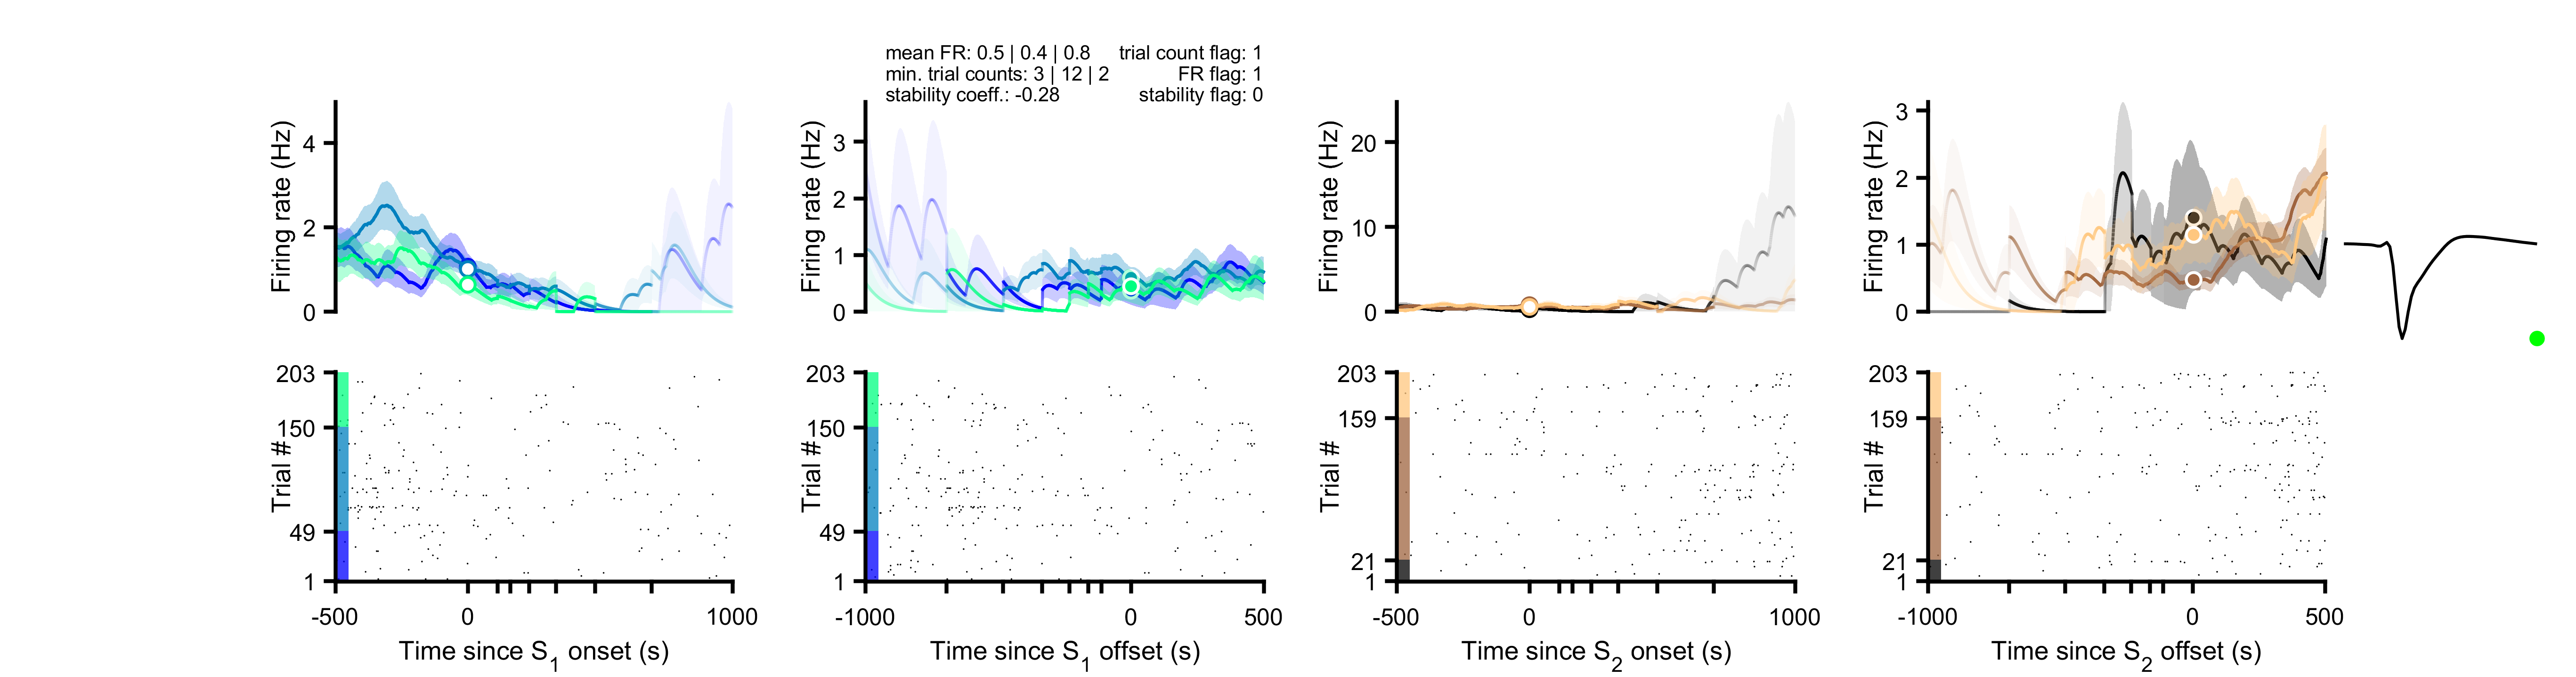 mean FR: 0.5 | 0.4 | 0.8 trial count flag: 1
min. trial counts: 3 | 12 | 2 FR flag: 1
stability coeff.: -0.28 stability flag: 0
Firing rate (Hz)
4
2
0
Firing rate (Hz)
3
2
1
0
Firing rate (Hz)
20
10
0
Firing rate (Hz)
3
2
1
0
Trial #
203
150
49
1
-500 0 1000
Time since S1 onset (s)
Trial #
203
150
49
1
-1000 0 500
Time since S1 offset (s)
Trial #
203
159
21
1
-500 0 1000
Time since S2 onset (s)
Trial #
203
159
21
1
-1000 0 500
Time since S2 offset (s)